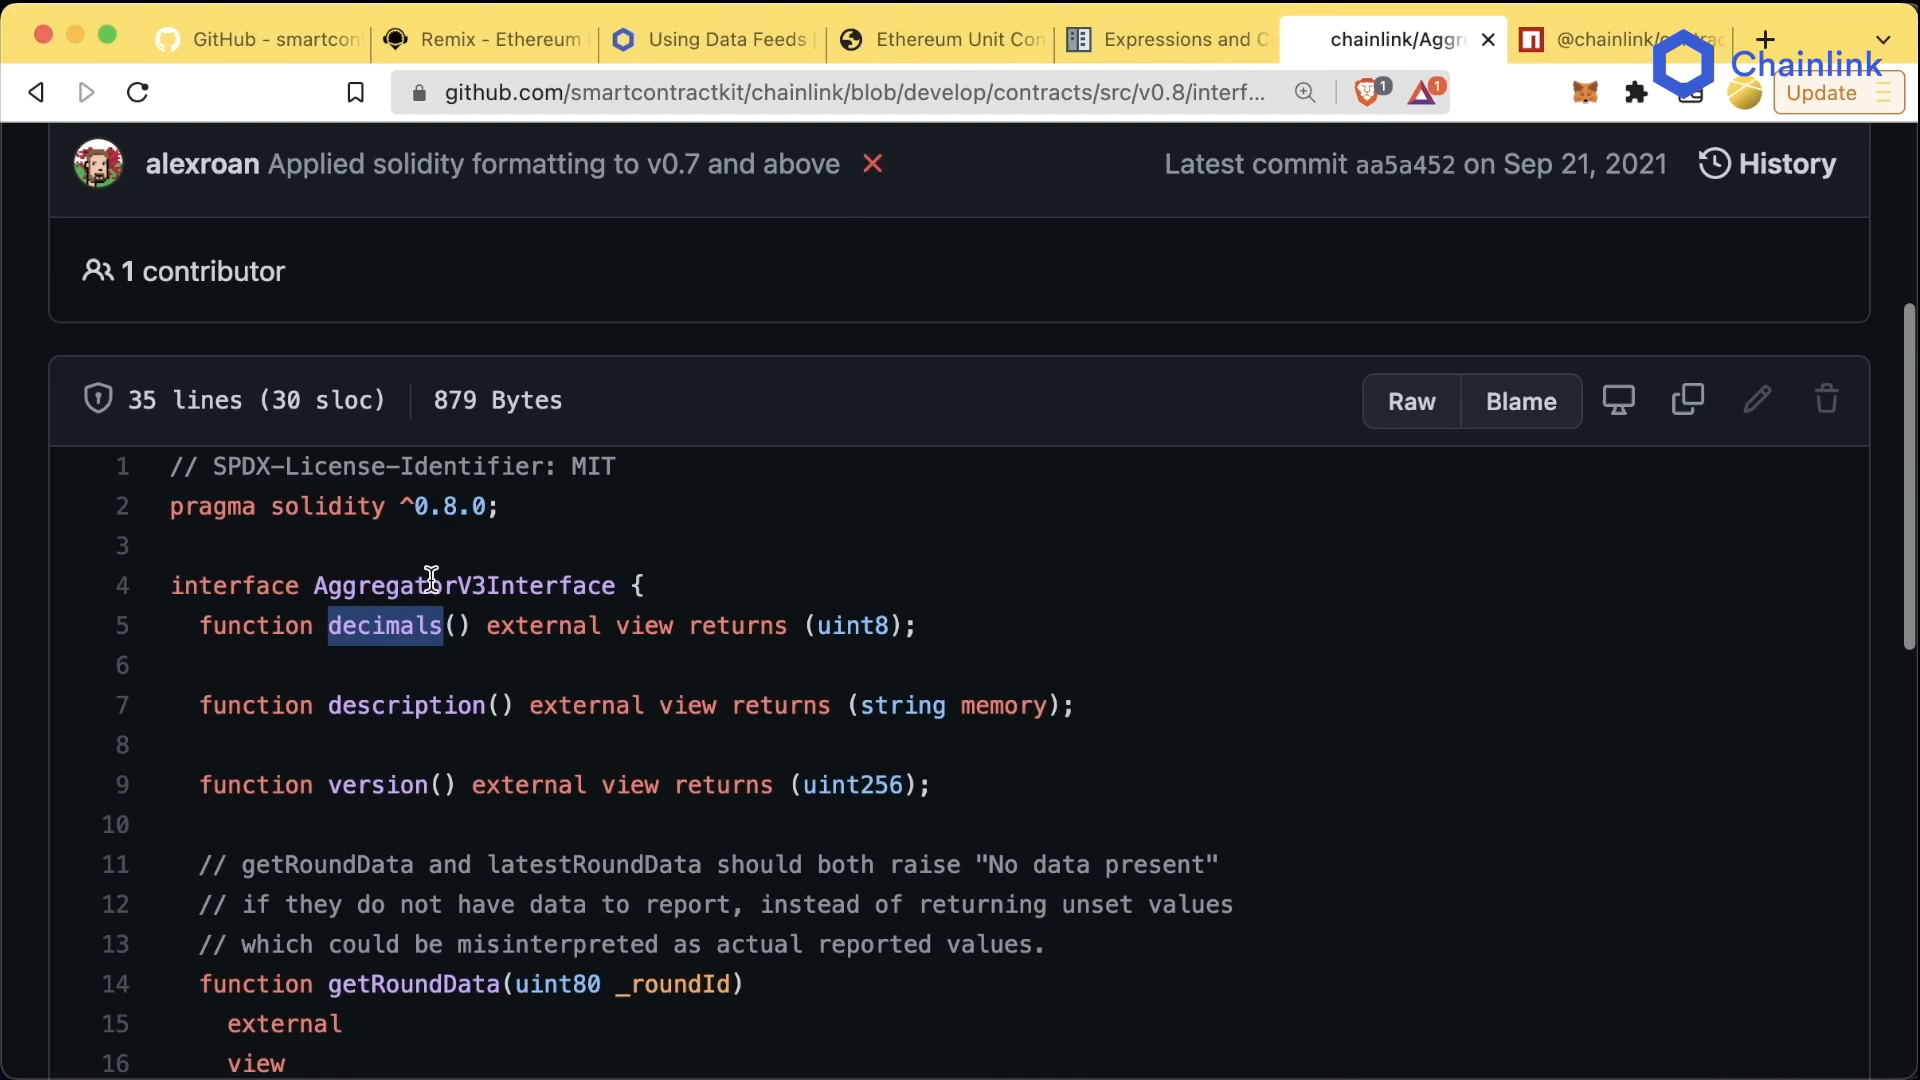 GitHub - smartcon
Remix - Ethereum
Using Data Feeds
Ethereum Unit Con
Expressions and C
chainlink/Aggr
@chainlink/
Chainlink
github.com/smartcontractkit/chainlink/blob/develop/contracts/src/v0.8/interf...
1
1
Update
alexroan Applied solidity formatting to v0.7 and above
Latest commit aa5a452 on Sep 21, 2021
History
1 contributor
35 lines (30 sloc)
879 Bytes
Raw
Blame
1 // SPDX-License-Identifier: MIT
2 pragma solidity ^0.8.0;
3
4 interface AggregatorV3Interface {
5 function decimals() external view returns (uint8);
6
7 function description() external view returns (string memory);
8
9 function version() external view returns (uint256);
10
11 // getRoundData and latestRoundData should both raise "No data present"
12 // if they do not have data to report, instead of returning unset values
13 // which could be misinterpreted as actual reported values.
14 function getRoundData(uint80 _roundId)
15 external
16 view